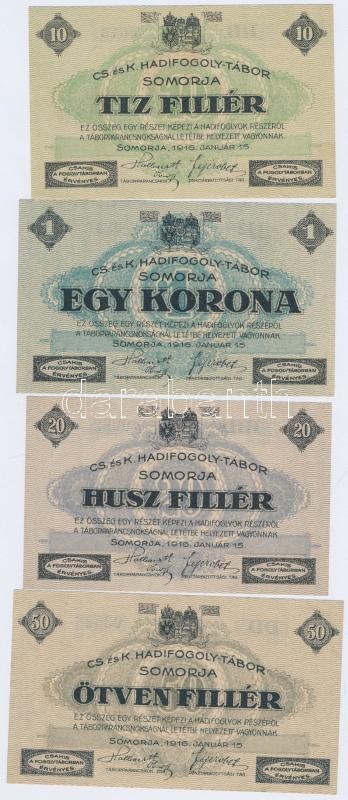 10 10
CS. ÉS K. HADIFOGOLY-TÁBOR
SOMORJA
TIZ FILLÉR
EZ ÖSSZEG EGY RÉSZÉT KÉPEZI A HADIFOGLYOK RÉSZÉRŐL
A TÁBORPARANCSNOKSÁGNÁL LETÉTBE HELYEZETT VAGYONNAK.
SOMORJA, 1916. JANUÁR 15.
CSAKIS
A FOGOLYTÁBORBAN
ÉRVÉNYES.
TÁBORPARANCSNOK.
CSAKIS
A FOGOLYTÁBORBAN
ÉRVÉNYES.
1 1
CS. ÉS K. HADIFOGOLY-TÁBOR
SOMORJA
EGY KORONA
EZ ÖSSZEG EGY RÉSZÉT KÉPEZI A HADIFOGLYOK RÉSZÉRŐL
A TÁBORPARANCSNOKSÁGNÁL LETÉTBE HELYEZETT VAGYONNAK.
SOMORJA, 1916. JANUÁR 15.
CSAKIS
A FOGOLYTÁBORBAN
ÉRVÉNYES.
TÁBORPARANCSNOK.
CSAKIS
A FOGOLYTÁBORBAN
ÉRVÉNYES.
darabanth
20 20
CS. ÉS K. HADIFOGOLY-TÁBOR
SOMORJA
HUSZ FILLÉR
EZ ÖSSZEG EGY RÉSZÉT KÉPEZI A HADIFOGLYOK RÉSZÉRŐL
A TÁBORPARANCSNOKSÁGNÁL LETÉTBE HELYEZETT VAGYONNAK.
SOMORJA, 1916. JANUÁR 15.
CSAKIS
A FOGOLYTÁBORBAN
ÉRVÉNYES.
TÁBORPARANCSNOK.
CSAKIS
A FOGOLYTÁBORBAN
ÉRVÉNYES.
50 50
CS. ÉS K. HADIFOGOLY-TÁBOR
SOMORJA
ÖTVEN FILLÉR
EZ ÖSSZEG EGY RÉSZÉT KÉPEZI A HADIFOGLYOK RÉSZÉRŐL
A TÁBORPARANCSNOKSÁGNÁL LETÉTBE HELYEZETT VAGYONNAK.
SOMORJA, 1916. JANUÁR 15.
CSAKIS
A FOGOLYTÁBORBAN
ÉRVÉNYES.
TÁBORPARANCSNOK.
CSAKIS
A FOGOLYTÁBORBAN
ÉRVÉNYES.